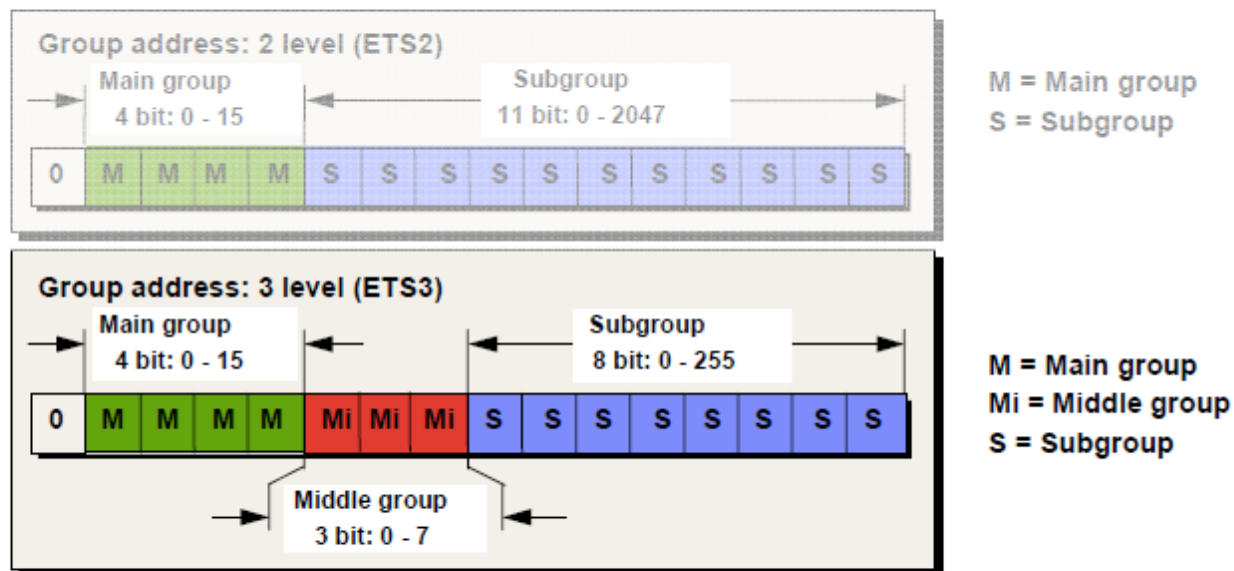 Group address: 2 level (ETS2)
Main group
4 bit: 0 - 15
Subgroup
11 bit: 0 - 2047
M = Main group
S = Subgroup
0 M M M M S S S S S S S S S S S
Group address: 3 level (ETS3)
Main group
4 bit: 0 - 15
Subgroup
8 bit: 0 - 255
M = Main group
Mi = Middle group
S = Subgroup
0 M M M M Mi Mi Mi S S S S S S S S
Middle group
3 bit: 0 - 7